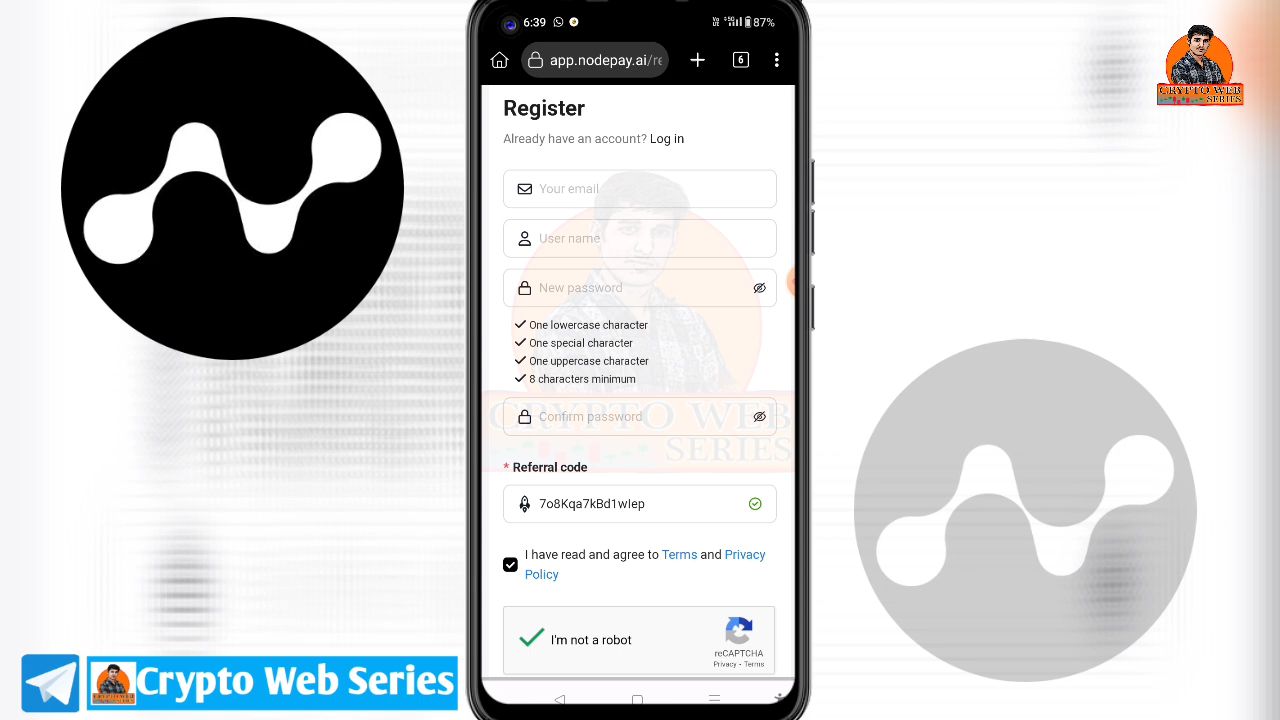 6:39
87%
app.nodepay.ai/re
6
CRYPTO WEB
SERIES
Register
Already have an account? Log in
Your email
User name
New password
One lowercase character
One special character
One uppercase character
8 characters minimum
Confirm password
CRYPTO WEB
SERIES
* Referral code
7o8Kqa7kBd1wIep
I have read and agree to Terms and Privacy
Policy
I'm not a robot
reCAPTCHA
Privacy - Terms
Crypto Web Series